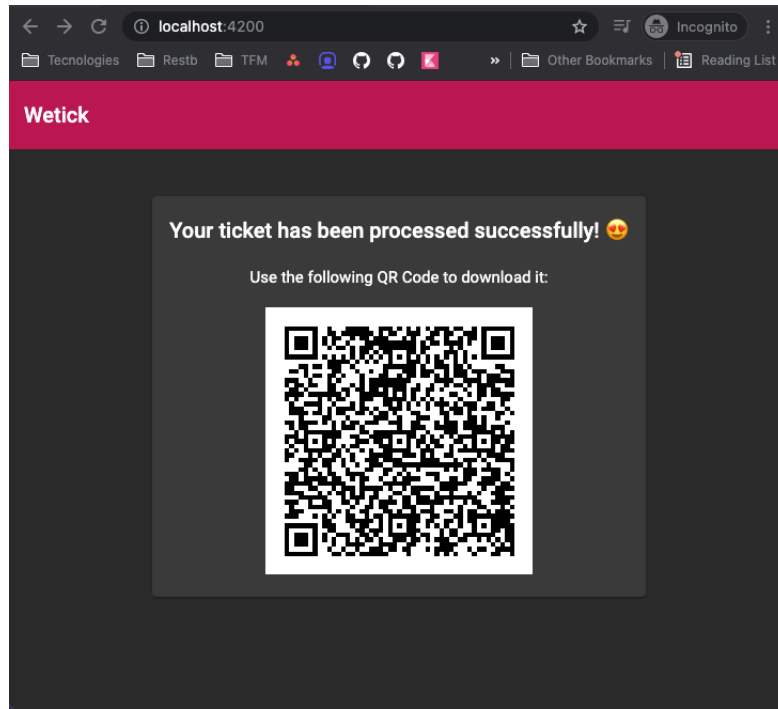 localhost:4200
Incognito
Tecnologies
Restb
TFM
K
»
Other Bookmarks
Reading List
Wetick
Your ticket has been processed successfully! 😍
Use the following QR Code to download it: